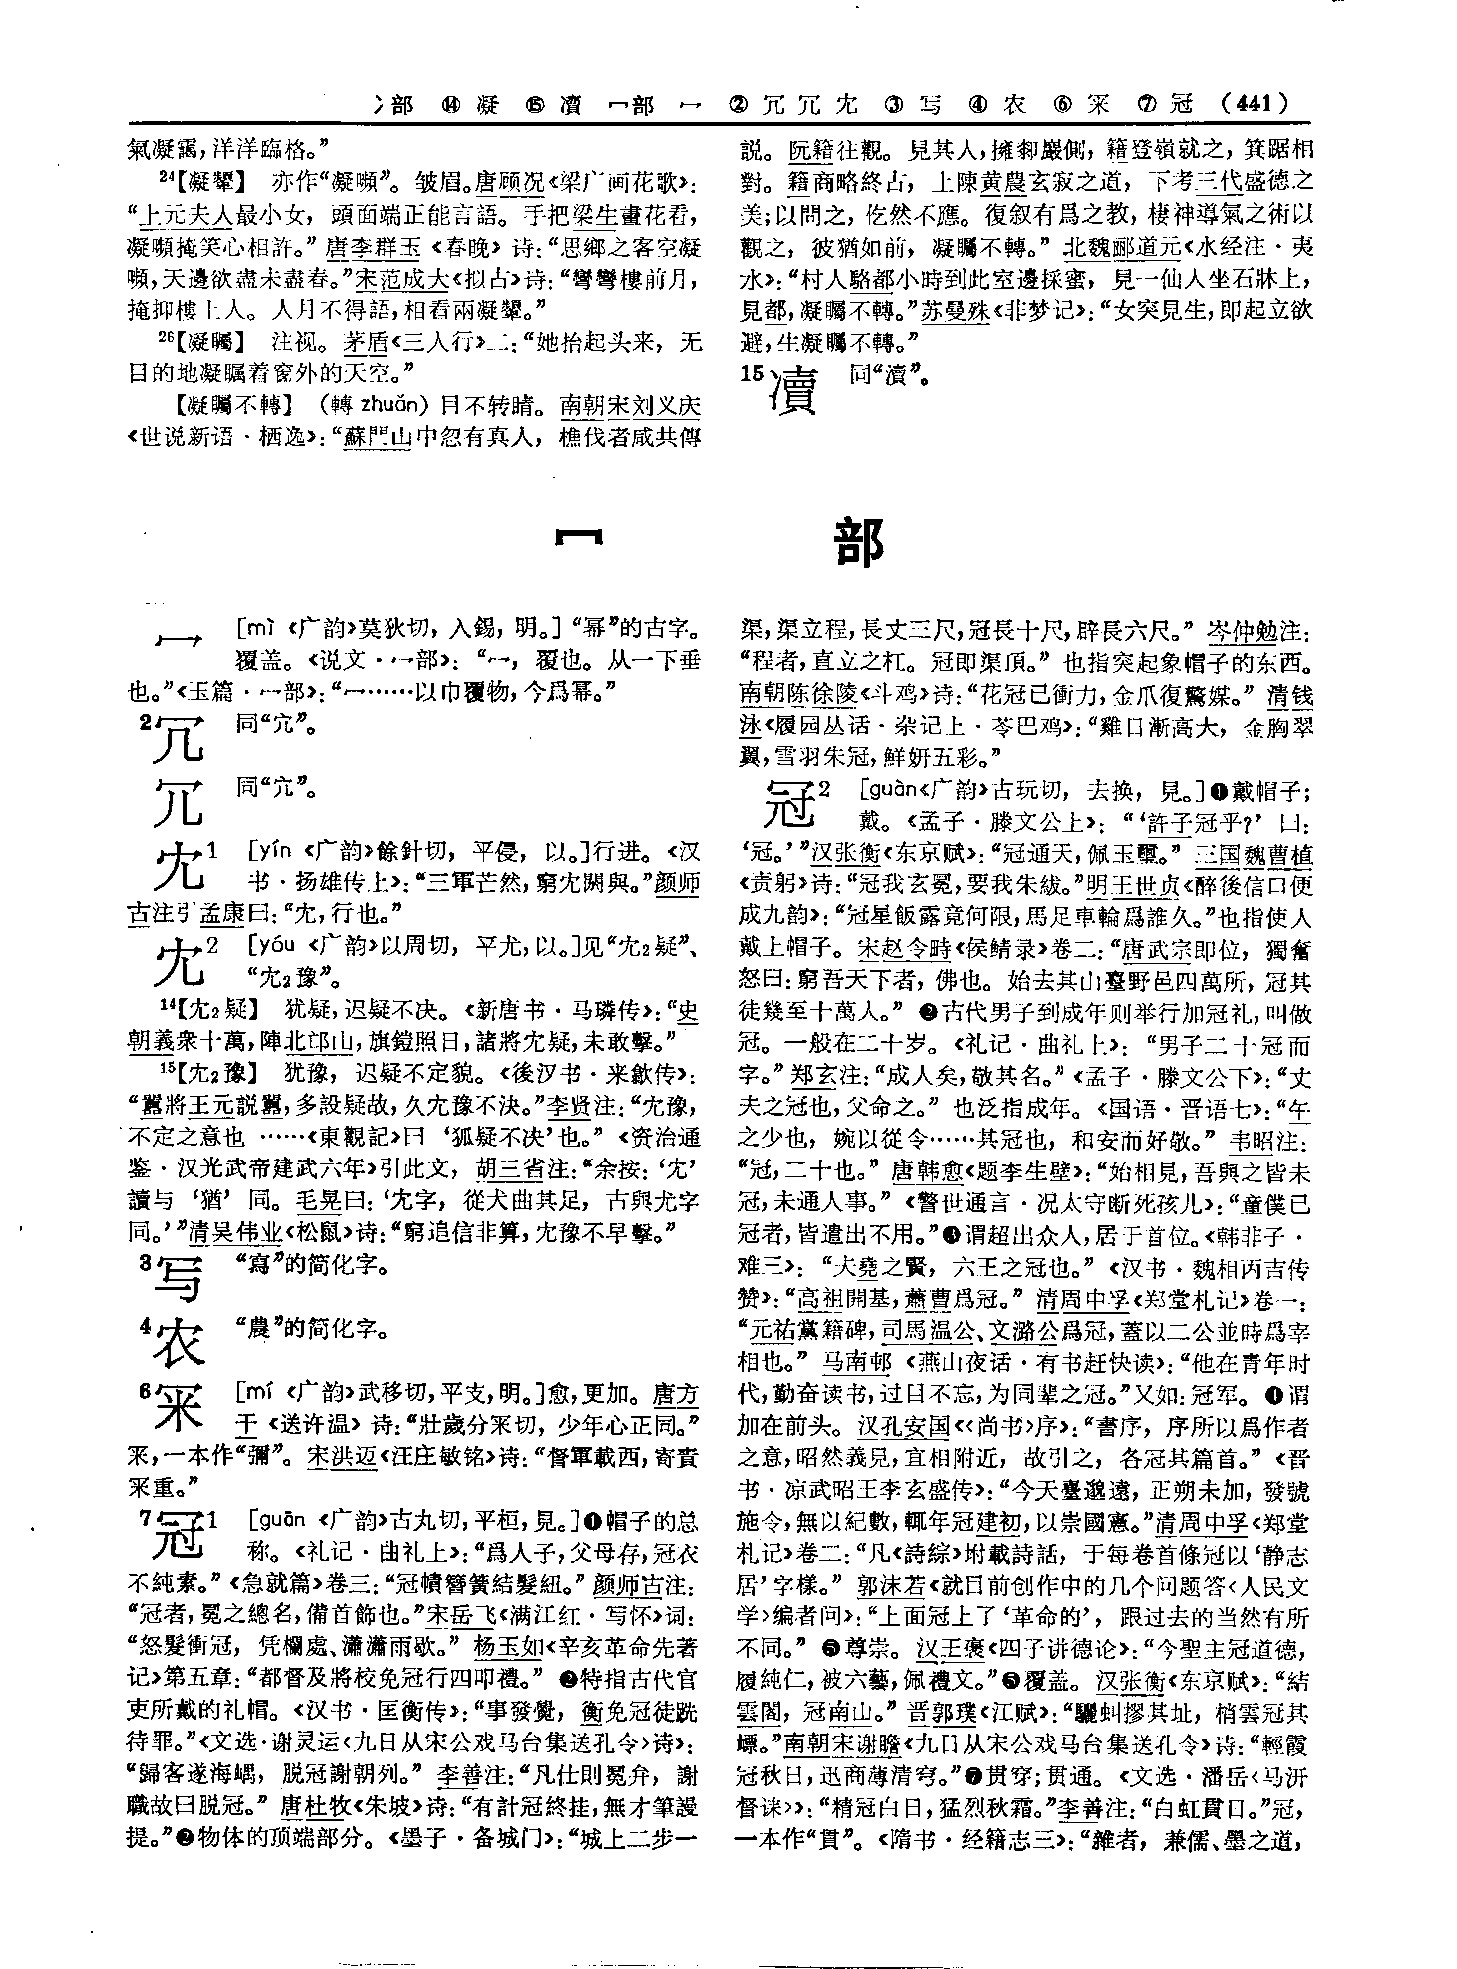 冫部 ⑭ 凝 ⑮ 凟 冖部 冖 ② 冗 冗 冘 ③ 写 ④ 农 ⑥ 冞 ⑦ 冠 (441)
氣凝靄，洋洋臨格。”
²⁴【凝顰】 亦作“凝嚬”。皱眉。唐顾况《梁广画花歌》：
“上元夫人最小女，頭面端正能言語。手把梁生畫花看，
凝嚬掩笑心相許。”唐李群玉《春晚》诗：“思鄉之客空凝
嚬，天邊欲盡未盡春。”宋范成大《拟古》诗：“彎彎樓前月，
掩抑樓上人。人月不得語，相看兩凝顰。”
²⁶【凝矚】 注视。茅盾《三人行》二：“她抬起头来，无
目的地凝瞩着窗外的天空。”
【凝矚不轉】 （轉 zhuǎn）目不转睛。南朝宋刘义庆
《世说新语·栖逸》：“蘇門山中忽有真人，樵伐者咸共傳
説。阮籍往觀。見其人，擁膝巖側，籍登嶺就之，箕踞相
對。籍商略終古，上陳黄農玄寂之道，下考三代盛德之
美；以問之，仡然不應。復叙有爲之教，棲神導氣之術以
觀之，彼猶如前，凝矚不轉。”北魏郦道元《水经注·夷
水》：“村人駱都小時到此室邊採蜜，見一仙人坐石牀上，
見都，凝矚不轉。”苏曼殊《非梦记》：“女突見生，即起立欲
避，生凝矚不轉。”
15 凟 同“瀆”。
冖 部
冖 [mì《广韵》莫狄切，入錫，明。]“幂”的古字。
覆盖。《说文·冖部》：“冖，覆也。从一下垂
也。”《玉篇·冖部》：“冖……以巾覆物，今爲幂。”
2 冗 同“宂”。
冗 同“宂”。
冘¹ [yín《广韵》餘針切，平侵，以。]行进。《汉
书·扬雄传上》：“三軍芒然，窮冘閼與。”颜师
古注引孟康曰：“冘，行也。”
冘² [yóu《广韵》以周切，平尤，以。]见“冘₂疑”、
“冘₂豫”。
¹⁴【冘₂疑】 犹疑，迟疑不决。《新唐书·马璘传》：“史
朝義衆十萬，陣北邙山，旗鎧照日，諸將冘疑，未敢擊。”
¹⁵【冘₂豫】 犹豫，迟疑不定貌。《後汉书·来歙传》：
“囂將王元説囂，多設疑故，久冘豫不决。”李贤注：“冘豫，
不定之意也……《東觀記》曰‘狐疑不决’也。”《资治通
鉴·汉光武帝建武六年》引此文，胡三省注：“余按：‘冘’
讀与‘猶’同。毛晃曰：‘冘字，從犬曲其足，古與尤字
同。’”清吴伟业《松鼠》诗：“窮追信非算，冘豫不早擊。”
3 写 “寫”的简化字。
4 农 “農”的简化字。
6 冞 [mí《广韵》武移切，平支，明。]愈，更加。唐方
干《送许温》诗：“壯歲分冞切，少年心正同。”
冞，一本作“彌”。宋洪迈《汪庄敏铭》诗：“督軍載西，寄責
冞重。”
7 冠¹ [guān《广韵》古丸切，平桓，見。]❶帽子的总
称。《礼记·曲礼上》：“爲人子，父母存，冠衣
不純素。”《急就篇》卷三：“冠幘簪簧結髮紐。”颜师古注：
“冠者，冕之總名，備首飾也。”宋岳飞《满江红·写怀》词：
“怒髮衝冠，凭欄處、瀟瀟雨歇。”杨玉如《辛亥革命先著
记》第五章：“都督及將校免冠行四叩禮。”❷特指古代官
吏所戴的礼帽。《汉书·匡衡传》：“事發覺，衡免冠徒跣
待罪。”《文选·谢灵运〈九日从宋公戏马台集送孔令〉诗》：
“歸客遂海嵎，脱冠謝朝列。”李善注：“凡仕則冕弁，謝
職故曰脱冠。”唐杜牧《朱坡》诗：“有計冠終挂，無才筆謾
提。”❷物体的顶端部分。《墨子·备城门》：“城上二步一
渠，渠立程，長丈三尺，冠長十尺，辟長六尺。”岑仲勉注：
“程者，直立之杠。冠即渠頂。”也指突起象帽子的东西。
南朝陈徐陵《斗鸡》诗：“花冠已衝力，金爪復驚媒。”清钱
泳《履园丛话·杂记上·苓巴鸡》：“雞日漸高大，金胸翠
翼，雪羽朱冠，鮮妍五彩。”
冠² [guàn《广韵》古玩切，去换，見。]❶戴帽子；
戴。《孟子·滕文公上》：“‘許子冠乎？’曰：
‘冠。’”汉张衡《东京赋》：“冠通天，佩玉璽。”三国魏曹植
《责躬》诗：“冠我玄冕，要我朱紱。”明王世贞《醉後信口便
成九韵》：“冠星飯露竟何限，馬足車輪爲誰久。”也指使人
戴上帽子。宋赵令畤《侯鲭录》卷二：“唐武宗即位，獨奮
怒曰：窮吾天下者，佛也。始去其山臺野邑四萬所，冠其
徒幾至十萬人。”❷古代男子到成年则举行加冠礼，叫做
冠。一般在二十岁。《礼记·曲礼上》：“男子二十冠而
字。”郑玄注：“成人矣，敬其名。”《孟子·滕文公下》：“丈
夫之冠也，父命之。”也泛指成年。《国语·晋语七》：“午
之少也，婉以從令……其冠也，和安而好敬。”韦昭注：
“冠，二十也。”唐韩愈《题李生壁》：“始相見，吾與之皆未
冠，未通人事。”《警世通言·况太守断死孩儿》：“童僕已
冠者，皆遣出不用。”❸谓超出众人，居于首位。《韩非子·
难三》：“夫堯之賢，六王之冠也。”《汉书·魏相丙吉传
赞》：“高祖開基，蕭曹爲冠。”清周中孚《郑堂札记》卷一：
“元祐黨籍碑，司馬温公、文潞公爲冠，蓋以二公並時爲宰
相也。”马南邨《燕山夜话·有书赶快读》：“他在青年时
代，勤奋读书，过目不忘，为同辈之冠。”又如：冠军。❹谓
加在前头。汉孔安国《〈尚书〉序》：“書序，序所以爲作者
之意，昭然義見，宜相附近，故引之，各冠其篇首。”《晋
书·凉武昭王李玄盛传》：“今天臺邈遠，正朔未加，發號
施令，無以紀數，輒年冠建初，以崇國憲。”清周中孚《郑堂
札记》卷二：“凡《詩綜》坿載詩話，于每卷首條冠以‘静志
居’字樣。”郭沫若《就目前创作中的几个问题答〈人民文
学〉编者问》：“上面冠上了‘革命的’，跟过去的当然有所
不同。”❺尊崇。汉王褒《四子讲德论》：“今聖主冠道德，
履純仁，被六藝，佩禮文。”❺覆盖。汉张衡《东京赋》：“結
雲閣，冠南山。”晋郭璞《江赋》：“驪虬摎其址，梢雲冠其
嶛。”南朝宋谢瞻《九日从宋公戏马台集送孔令》诗：“輕霞
冠秋日，迅商薄清穹。”❼贯穿；贯通。《文选·潘岳〈马汧
督诔〉》：“精冠白日，猛烈秋霜。”李善注：“白虹貫日。”冠，
一本作“貫”。《隋书·经籍志三》：“雜者，兼儒、墨之道，